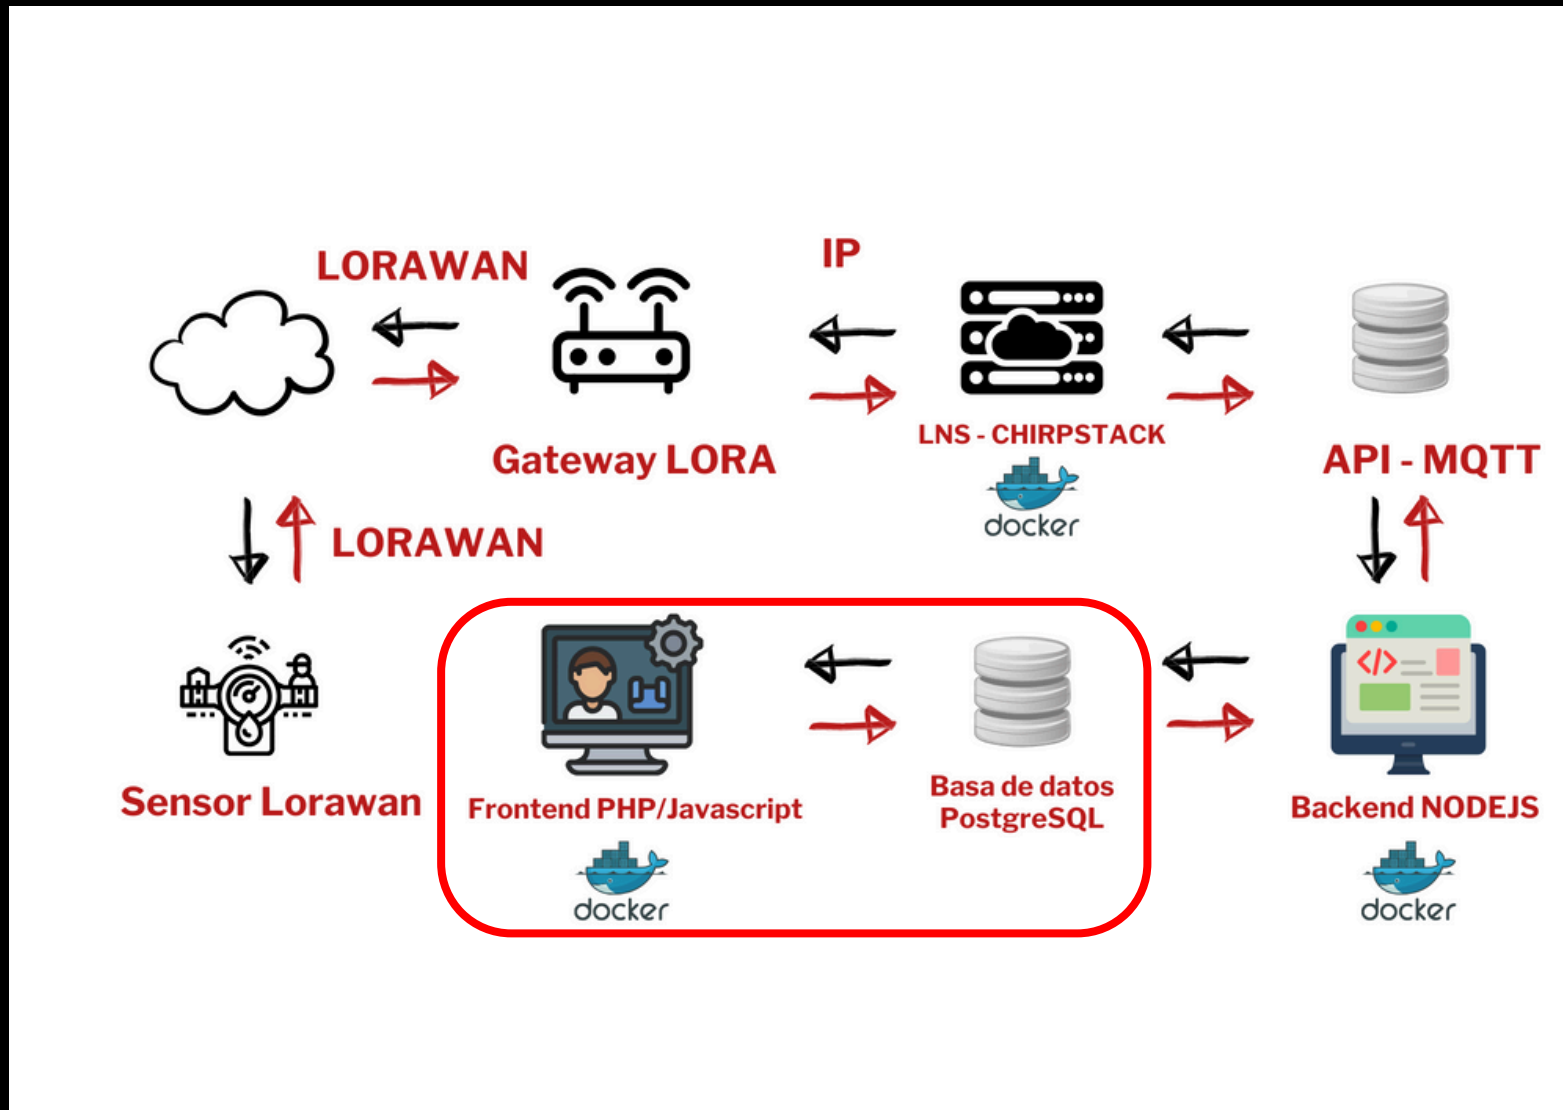 LORAWAN
IP
LNS - CHIRPSTACK
Gateway LORA
API - MQTT
docker
LORAWAN
Sensor Lorawan
Frontend PHP/Javascript
Basa de datos
PostgreSQL
Backend NODEJS
docker
docker